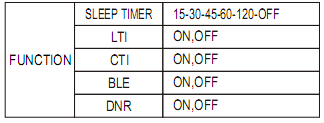 SLEEP TIMER 15-30-45-60-120-OFF
LTI ON,OFF
FUNCTION CTI ON,OFF
BLE ON,OFF
DNR ON,OFF